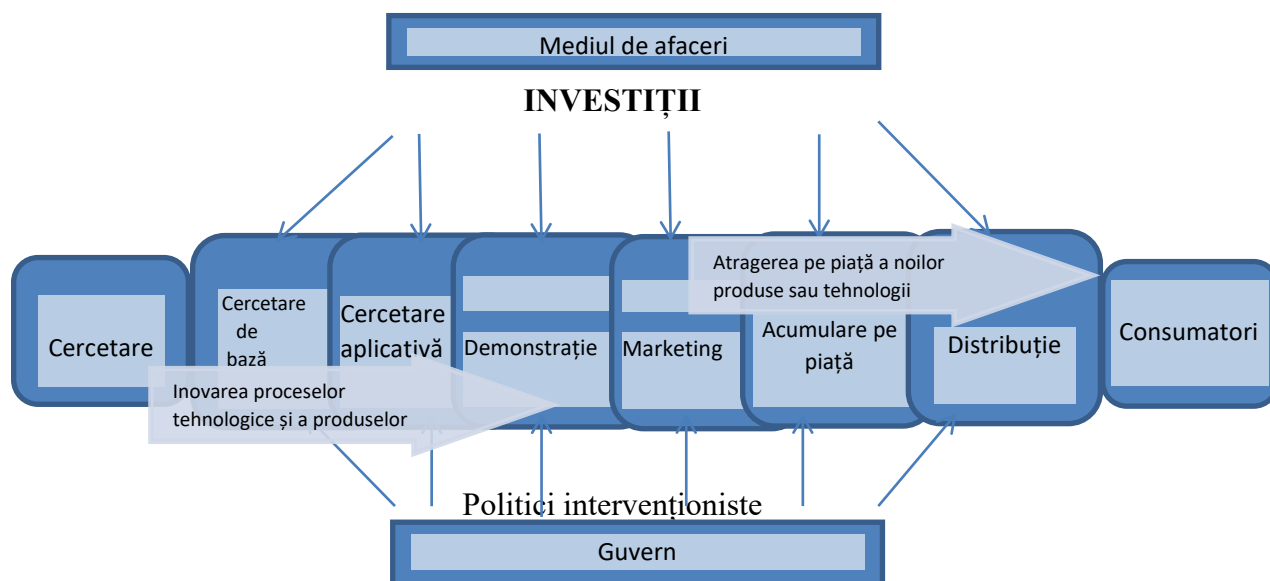 Mediul de afaceri
INVESTIȚII
Atragerea pe piață a noilor
produse sau tehnologii
Cercetare
Cercetare
de
bază
Cercetare
aplicativă
Demonstrație
Marketing
Acumulare pe
piață
Distribuție
Consumatori
Inovarea proceselor
tehnologice și a produselor
Politici intervenționiste
Guvern